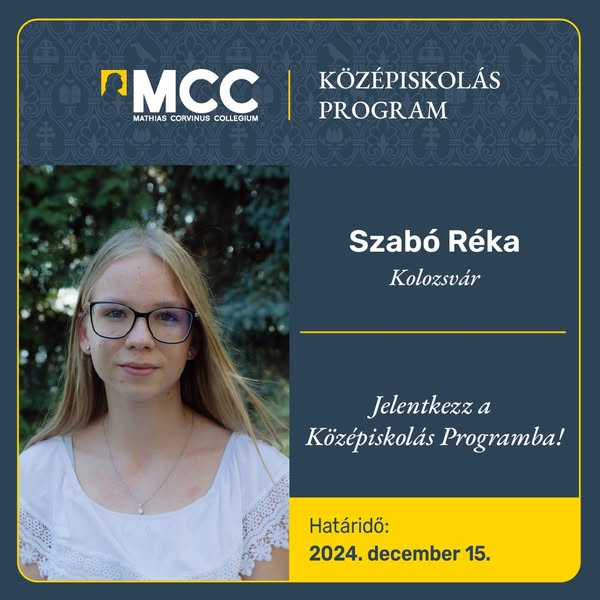 MCC
MATHIAS CORVINUS COLLEGIUM
KÖZÉPISKOLÁS
PROGRAM
Szabó Réka
Kolozsvár
Jelentkezz a
Középiskolás Programba!
Határidő:
2024. december 15.